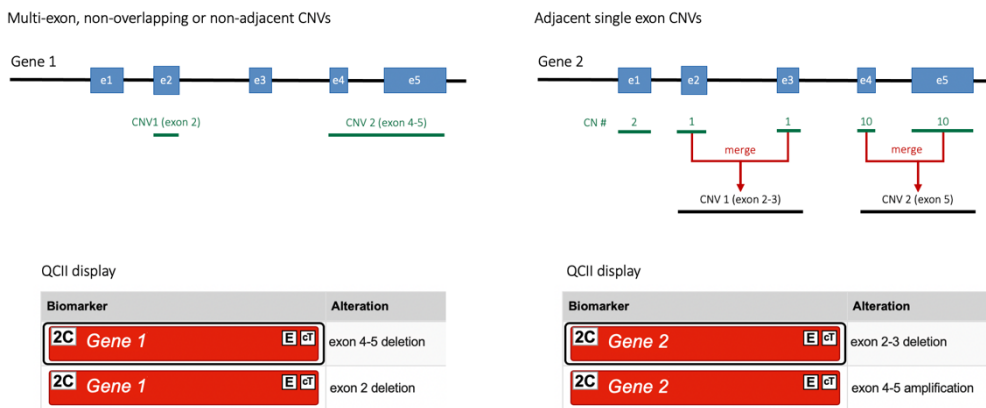 Multi-exon, non-overlapping or non-adjacent CNVs
Gene 1
e1 e2 e3 e4 e5
CNV1 (exon 2) CNV 2 (exon 4-5)
QCII display
Biomarker Alteration
2C Gene 1 E cT exon 4-5 deletion
2C Gene 1 E cT exon 2 deletion
Adjacent single exon CNVs
Gene 2
e1 e2 e3 e4 e5
CN # 2 1 1 10 10
merge merge
CNV 1 (exon 2-3) CNV 2 (exon 5)
QCII display
Biomarker Alteration
2C Gene 2 E cT exon 2-3 deletion
2C Gene 2 E cT exon 4-5 amplification